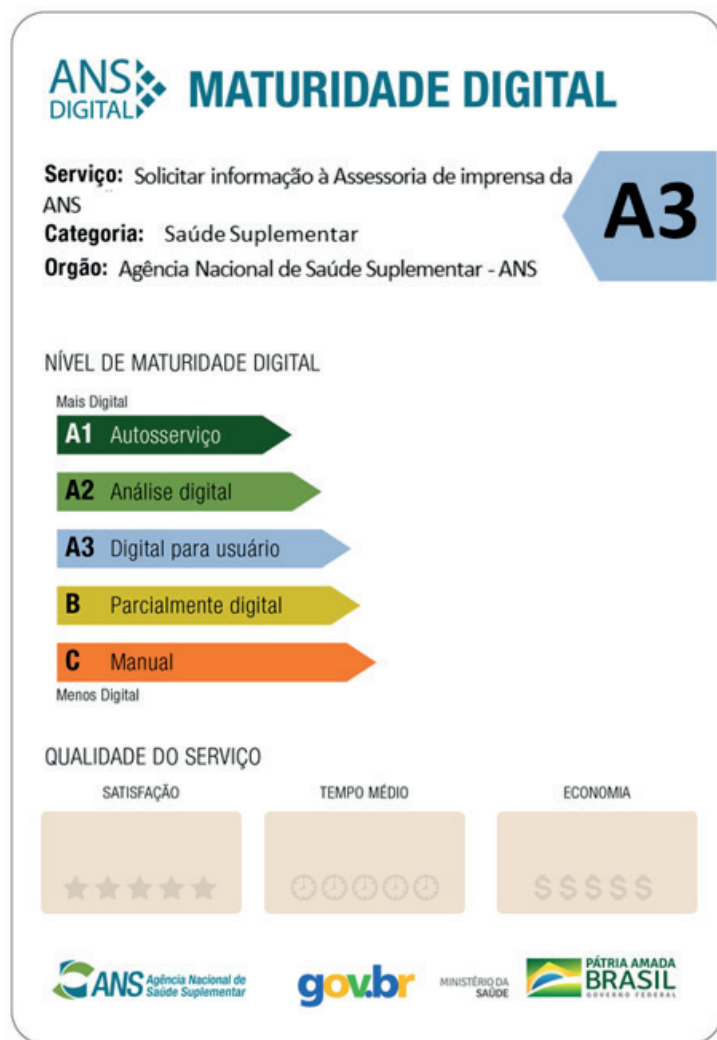 ANS
DIGITAL
MATURIDADE DIGITAL
Serviço: Solicitar informação à Assessoria de imprensa da
ANS
A3
Categoria: Saúde Suplementar
Orgão: Agência Nacional de Saúde Suplementar - ANS
NÍVEL DE MATURIDADE DIGITAL
Mais Digital
A1 Autosserviço
A2 Análise digital
A3 Digital para usuário
B Parcialmente digital
C Manual
Menos Digital
QUALIDADE DO SERVIÇO
SATISFAÇÃO TEMPO MÉDIO ECONOMIA
$$$$$
ANS Agência Nacional de
Saúde Suplementar
gov.br
MINISTÉRIO DA
SAÚDE
PÁTRIA AMADA
BRASIL
GOVERNO FEDERAL